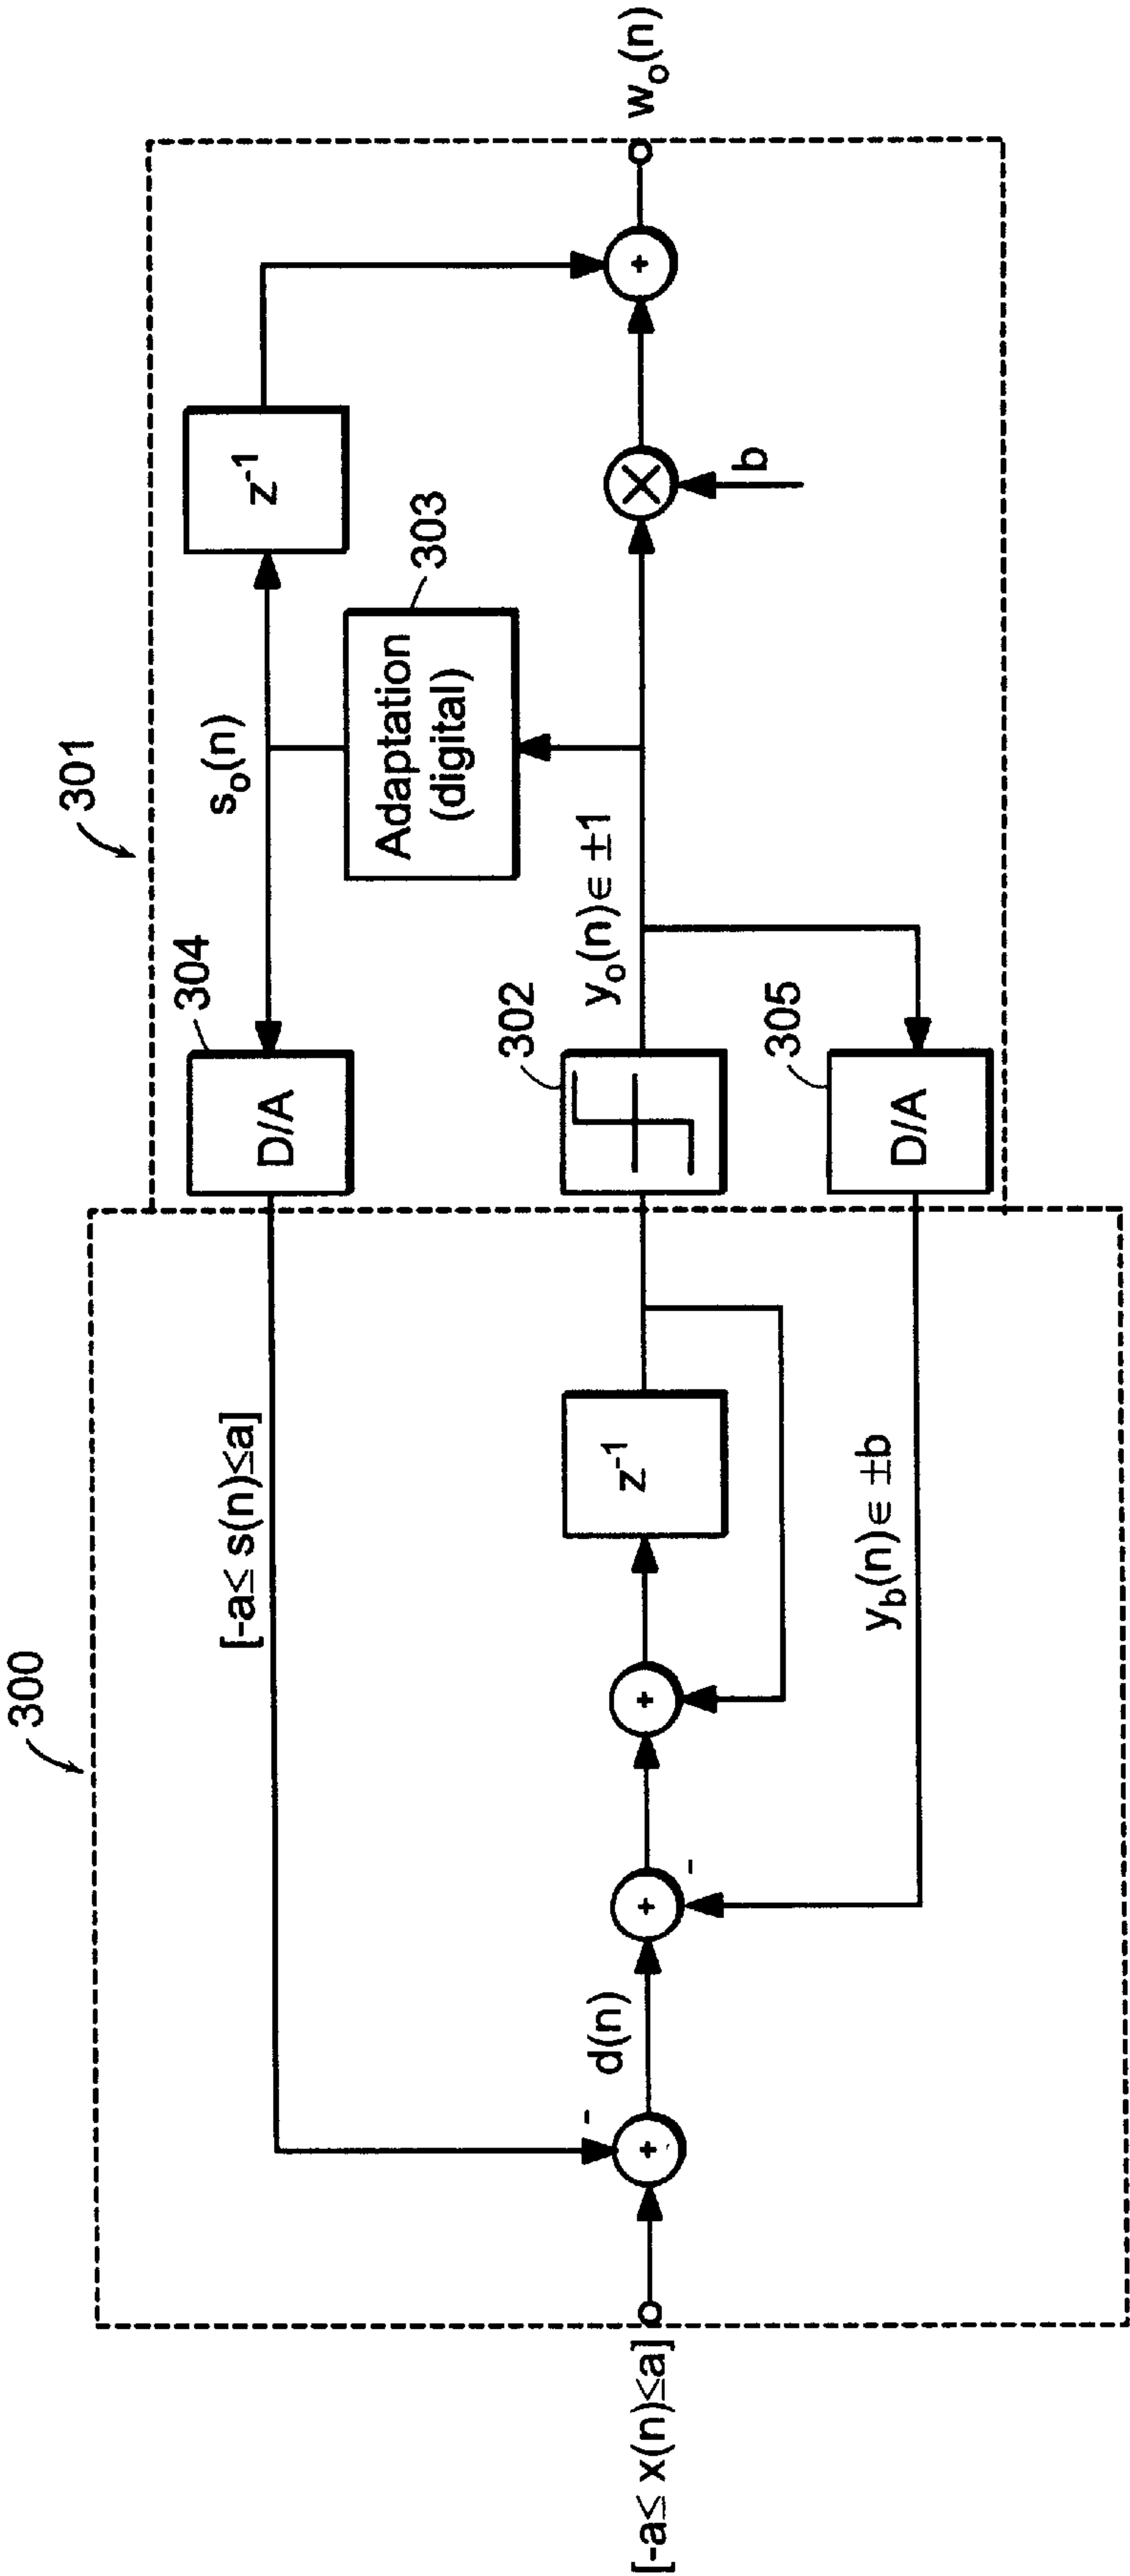 300
301
[-a≤ x(n)≤a]
[-a≤ s(n)≤a]
d(n)
-
-
+
+
+
z⁻¹
y_b(n)∈ ±b
304
D/A
302
305
D/A
s_o(n)
y_o(n)∈ ±1
303
Adaptation
(digital)
z⁻¹
b
+
w_o(n)